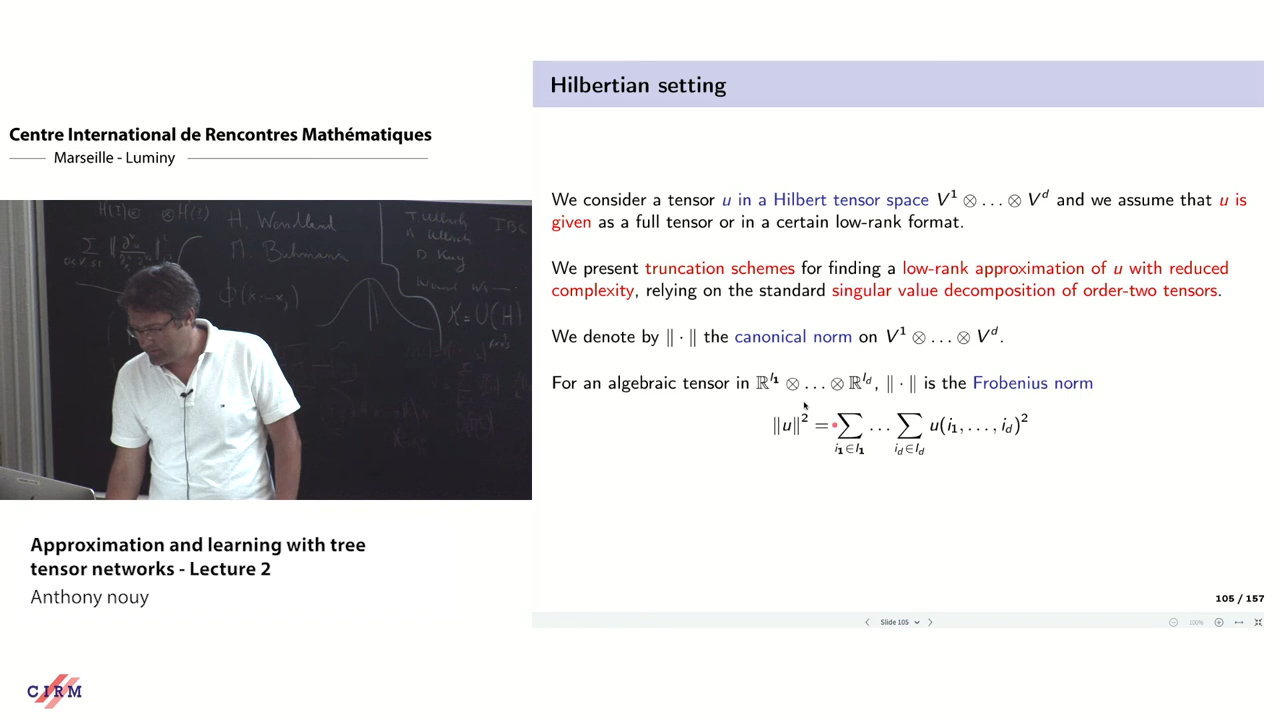 Centre International de Rencontres Mathématiques
Marseille - Luminy
H. Wendland
M. Buhmann
Approximation and learning with tree
tensor networks - Lecture 2
Anthony nouy
CIRM
Hilbertian setting
We consider a tensor u in a Hilbert tensor space V¹ ⊗ … ⊗ Vᵈ and we assume that u is
given as a full tensor or in a certain low-rank format.
We present truncation schemes for finding a low-rank approximation of u with reduced
complexity, relying on the standard singular value decomposition of order-two tensors.
We denote by ‖ · ‖ the canonical norm on V¹ ⊗ … ⊗ Vᵈ.
For an algebraic tensor in ℝ^{I₁} ⊗ … ⊗ ℝ^{I_d}, ‖ · ‖ is the Frobenius norm
‖u‖² = ∑_{i₁∈I₁} … ∑_{i_d∈I_d} u(i₁, … , i_d)²
105 / 157
Slide 105
100%